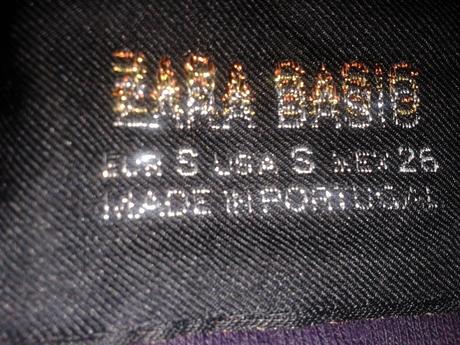 ZARA BASIC
EUR S USA S MEX 26
MADE IN PORTUGAL